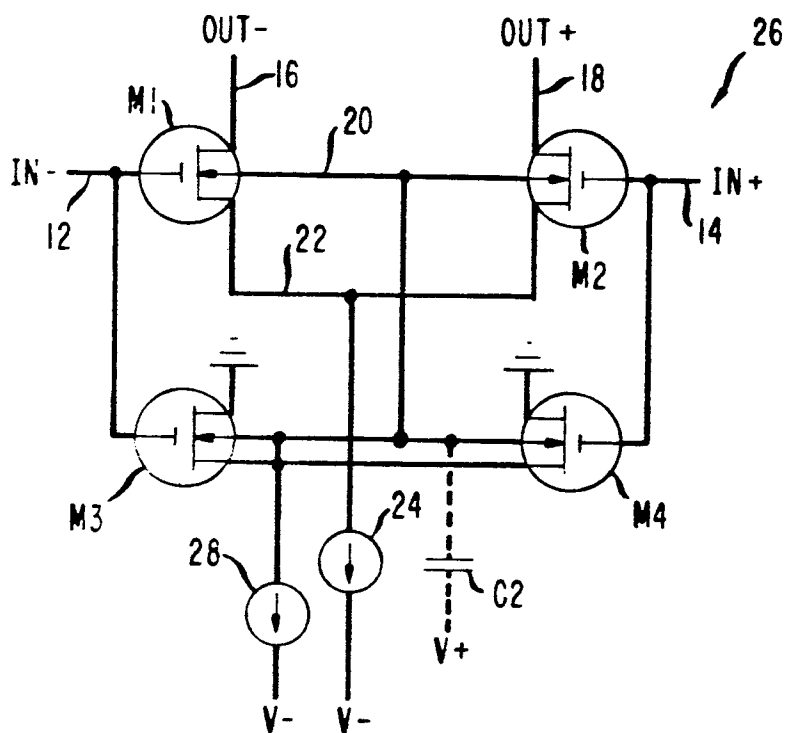 OUT-
OUT+
26
16
18
M1
20
IN-
IN+
12
14
22
M2
M3
24
M4
28
C2
V+
V-
V-